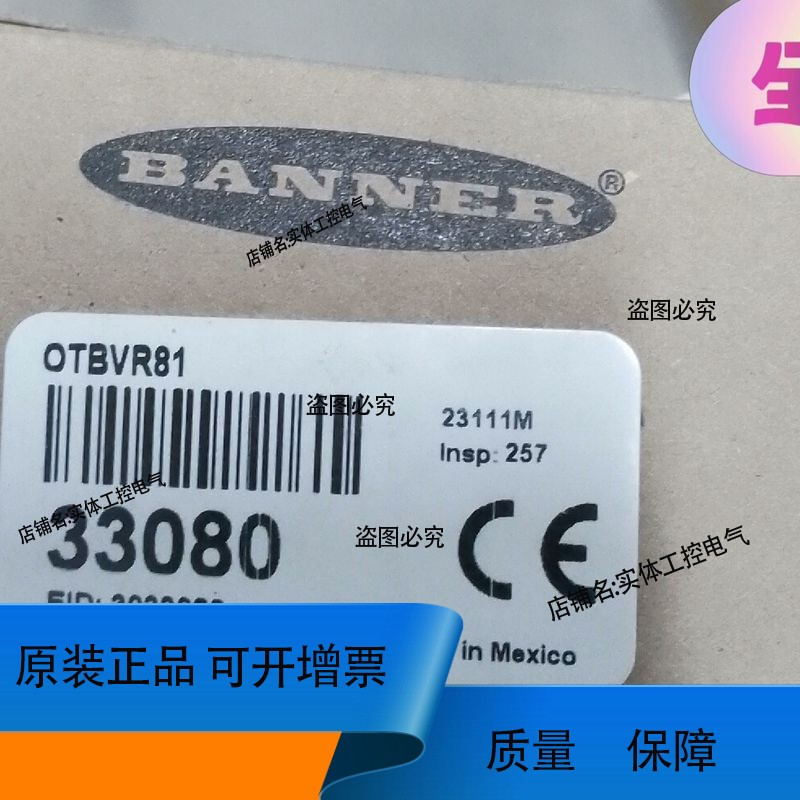 BANNER®
店铺名:实体工控电气
盗图必究
OTBVR81
盗图必究
23111M
Insp: 257
店铺名:实体工控电气
33080
盗图必究
CE
店铺名:实体工控电气
in Mexico
原装正品 可开增票
质量 保障